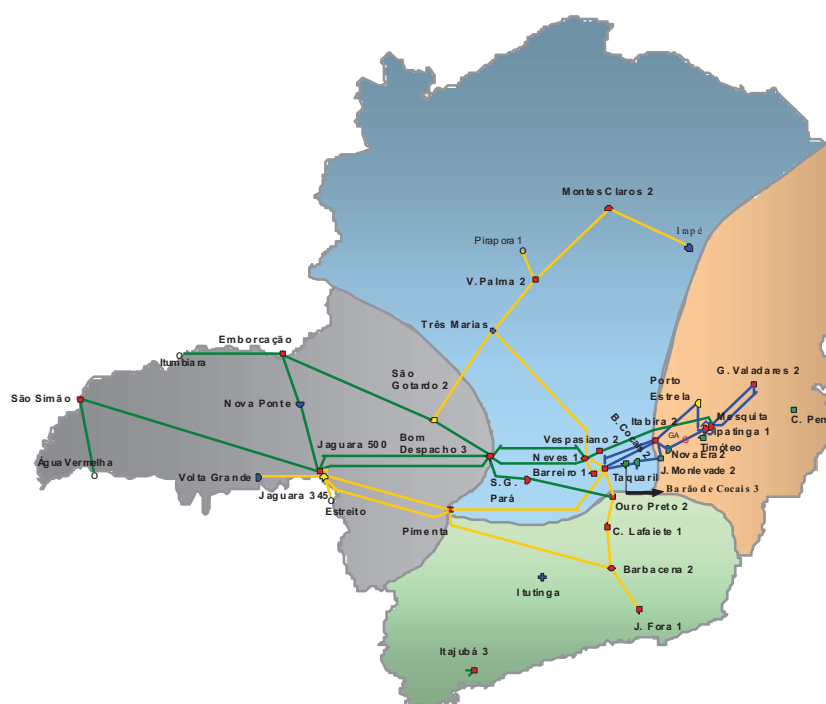 Montes Claros 2
Irapé
Pirapora 1
V. Palma 2
Três Marias
Emborcação
Itumbiara
São
Gotardo 2
G. Valadares 2
Porto
Estrela
São Simão
Nova Ponte
C. Pen
Mesquita
Itabira 2
B. Cocais 2
GA
Ipatinga 1
Timóteo
Vespasiano 2
Jaguara 500
Bom
Despacho 3
Neves 1
Nova Era 2
Água Vermelha
Volta Grande
Barreiro 1
Taquaril
J. Monlevade 2
S. G.
Pará
Jaguara 345
Barão de Cocais 3
Estreito
Ouro Preto 2
Pimenta
C. Lafaiete 1
Barbacena 2
Itutinga
J. Fora 1
Itajubá 3